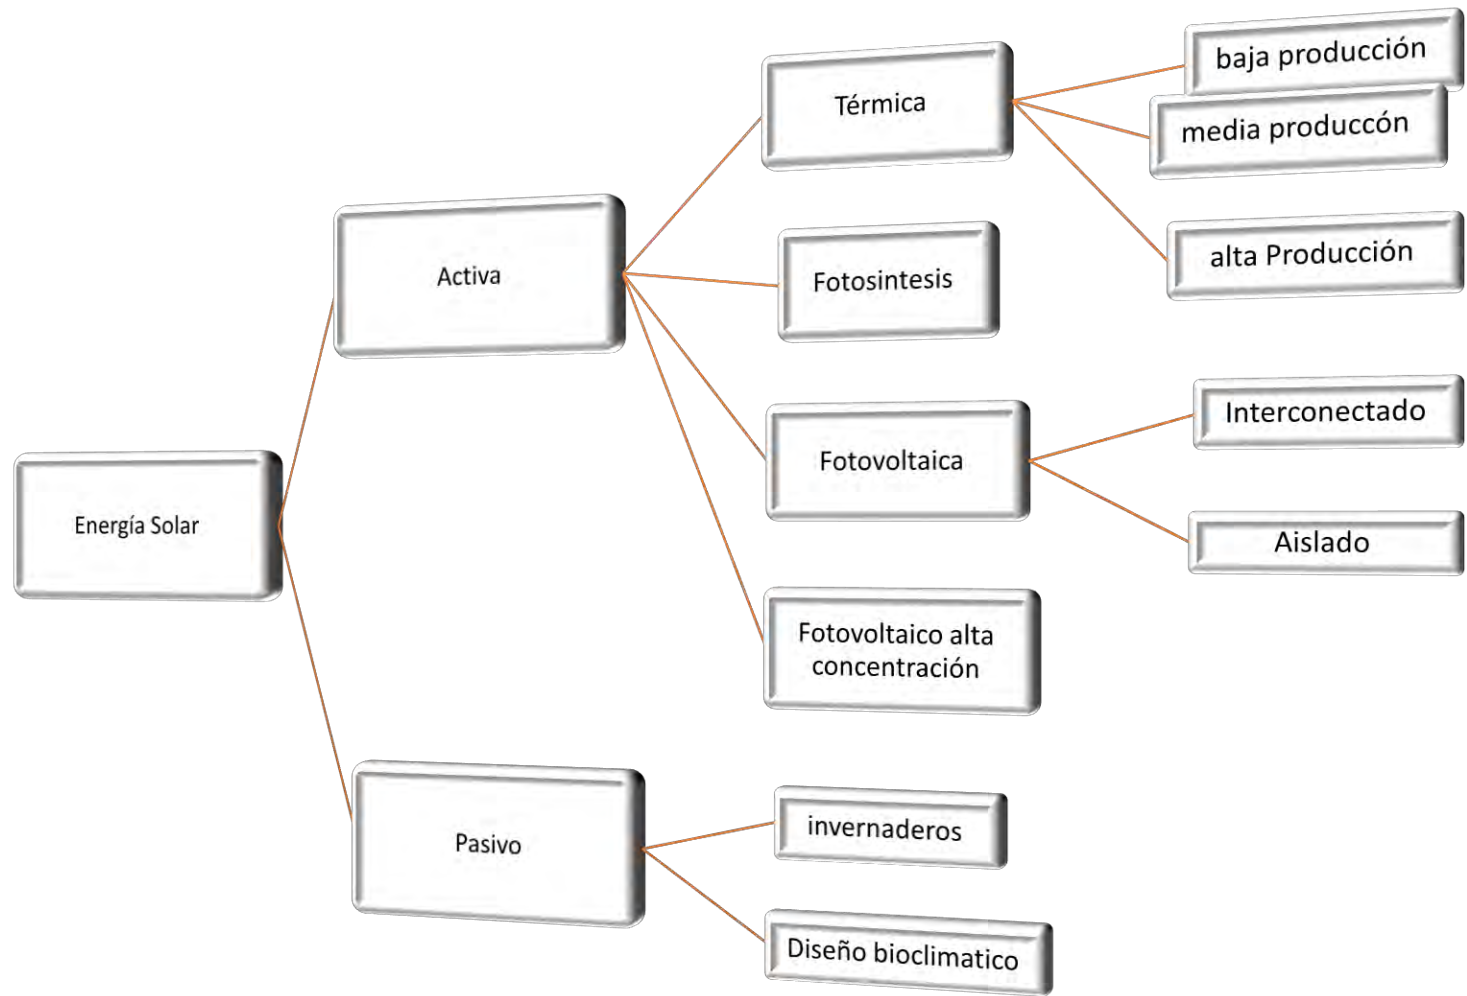 Energía Solar
Activa
Térmica
baja producción
media produccón
alta Producción
Fotosintesis
Fotovoltaica
Interconectado
Aislado
Fotovoltaico alta
concentración
Pasivo
invernaderos
Diseño bioclimatico